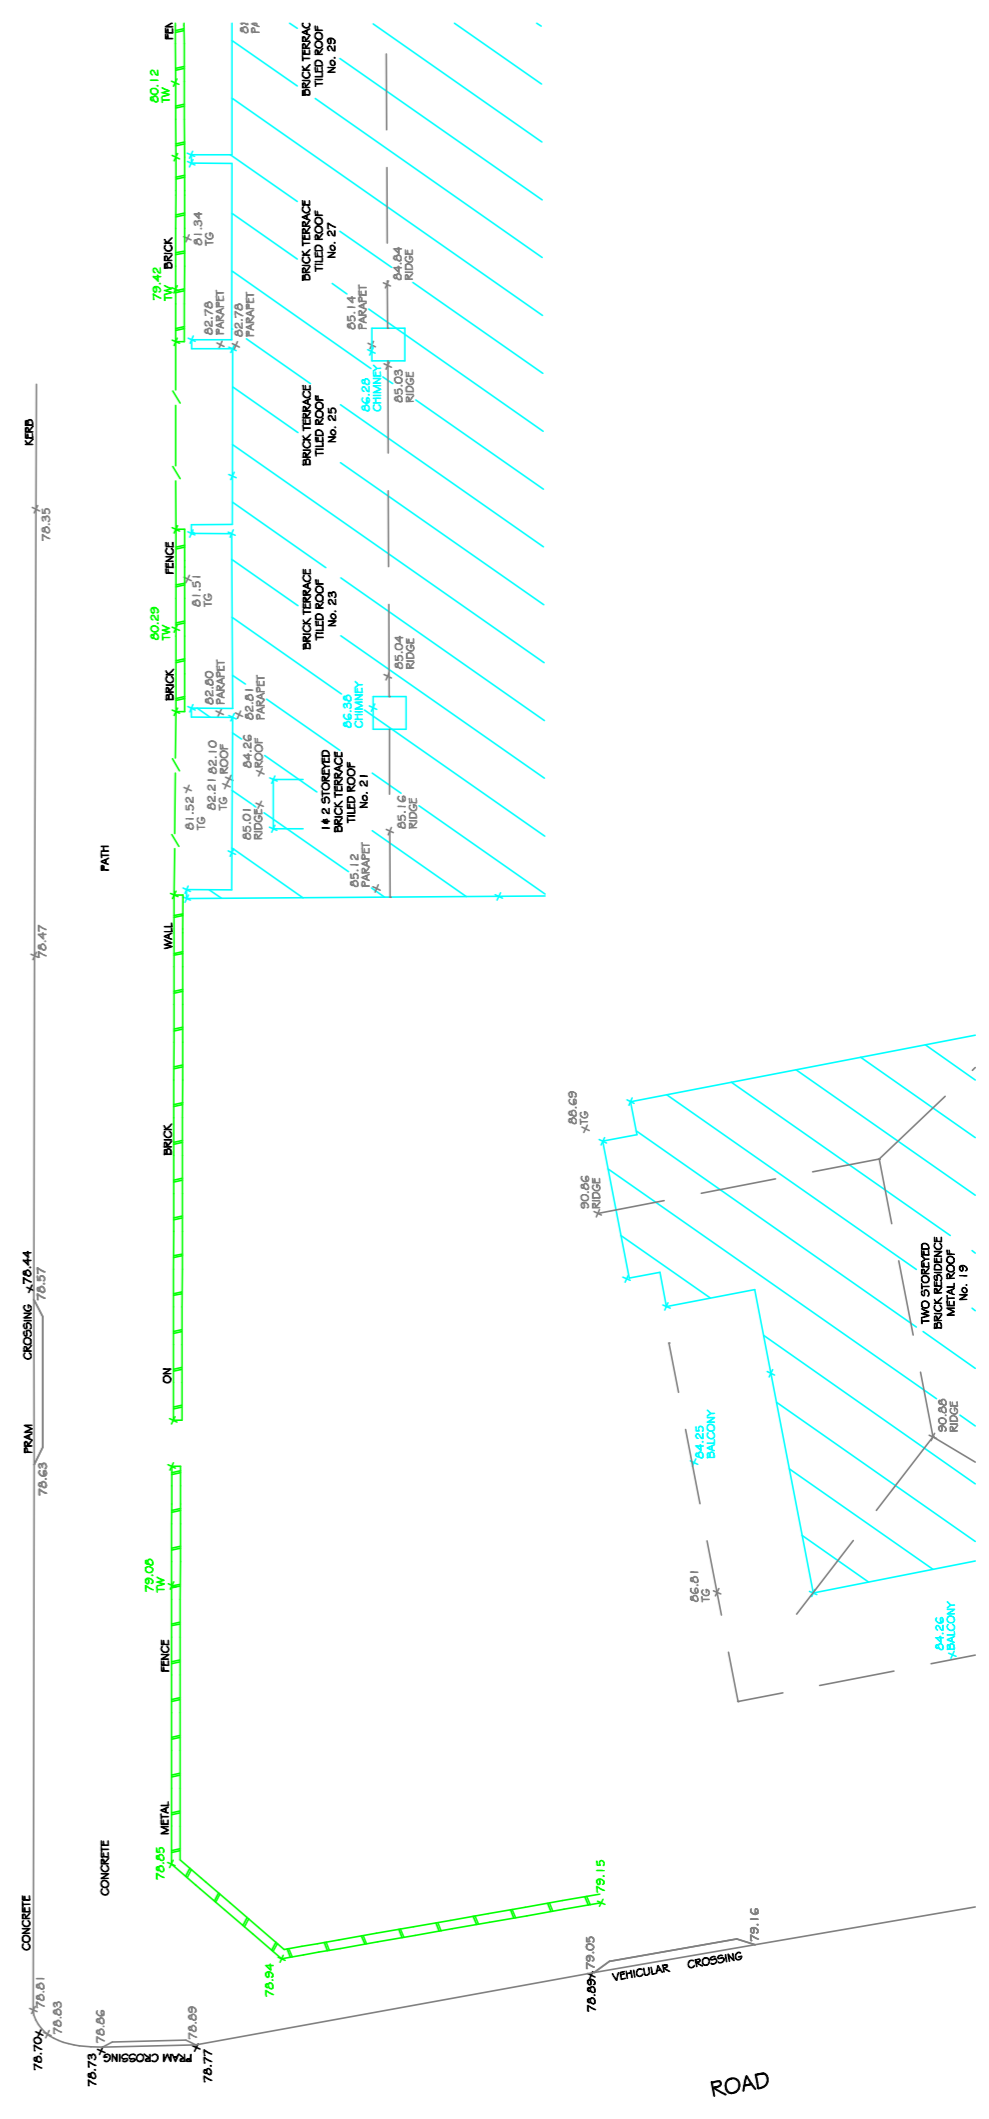 FEN
80.12
TW
BRICK TERRAC
TILED ROOF
No. 29
81.34
TG
BRICK
79.42
TW
BRICK TERRACE
TILED ROOF
No. 27
84.84
RIDGE
82.78
PARAPET
82.78
PARAPET
85.14
PARAPET
86.28
CHIMNEY
85.03
RIDGE
KERB
78.35
BRICK TERRACE
TILED ROOF
No. 25
FENCE
81.51
TG
80.29
TW
BRICK
BRICK TERRACE
TILED ROOF
No. 23
85.04
RIDGE
82.80
PARAPET
82.81
PARAPET
86.38
CHIMNEY
84.26
ROOF
82.10
ROOF
82.21
TG
81.52
TG
85.01
RIDGE
1&2 STOREYED
BRICK TERRACE
TILED ROOF
No. 21
85.16
RIDGE
85.12
PARAPET
PATH
WALL
78.47
BRICK
88.69
TG
90.86
RIDGE
78.44
78.57
CROSSING
PRAM
78.63
ON
TWO STOREYED
BRICK RESIDENCE
METAL ROOF
No. 19
90.88
RIDGE
84.25
BALCONY
86.81
TG
84.26
BALCONY
79.08
TW
FENCE
METAL
78.85
CONCRETE
CONCRETE
79.15
78.94
79.16
79.05
78.89
VEHICULAR CROSSING
78.81
78.83
78.70
78.86
78.73
78.89
78.77
PRAM CROSSING
ROAD